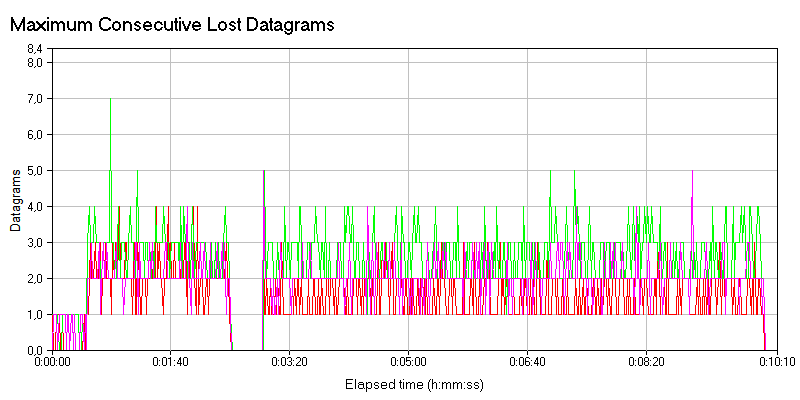 Maximum Consecutive Lost Datagrams
8,4
8,0
7,0
6,0
5,0
4,0
3,0
2,0
1,0
0,0
Datagrams
0:00:00 0:01:40 0:03:20 0:05:00 0:06:40 0:08:20 0:10:10
Elapsed time (h:mm:ss)